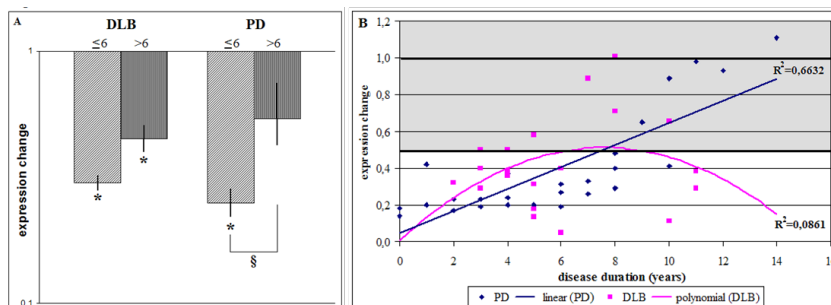 A
DLB PD
≤6 >6 ≤6 >6
1
expression change
* * *
§
0.1
B
1,2
1,0
0,8
0,6
0,4
0,2
0,0
expression change
R²=0,6632
R²=0,0861
0 2 4 6 8 10 12 14 16
disease duration (years)
PD linear (PD) DLB polynomial (DLB)